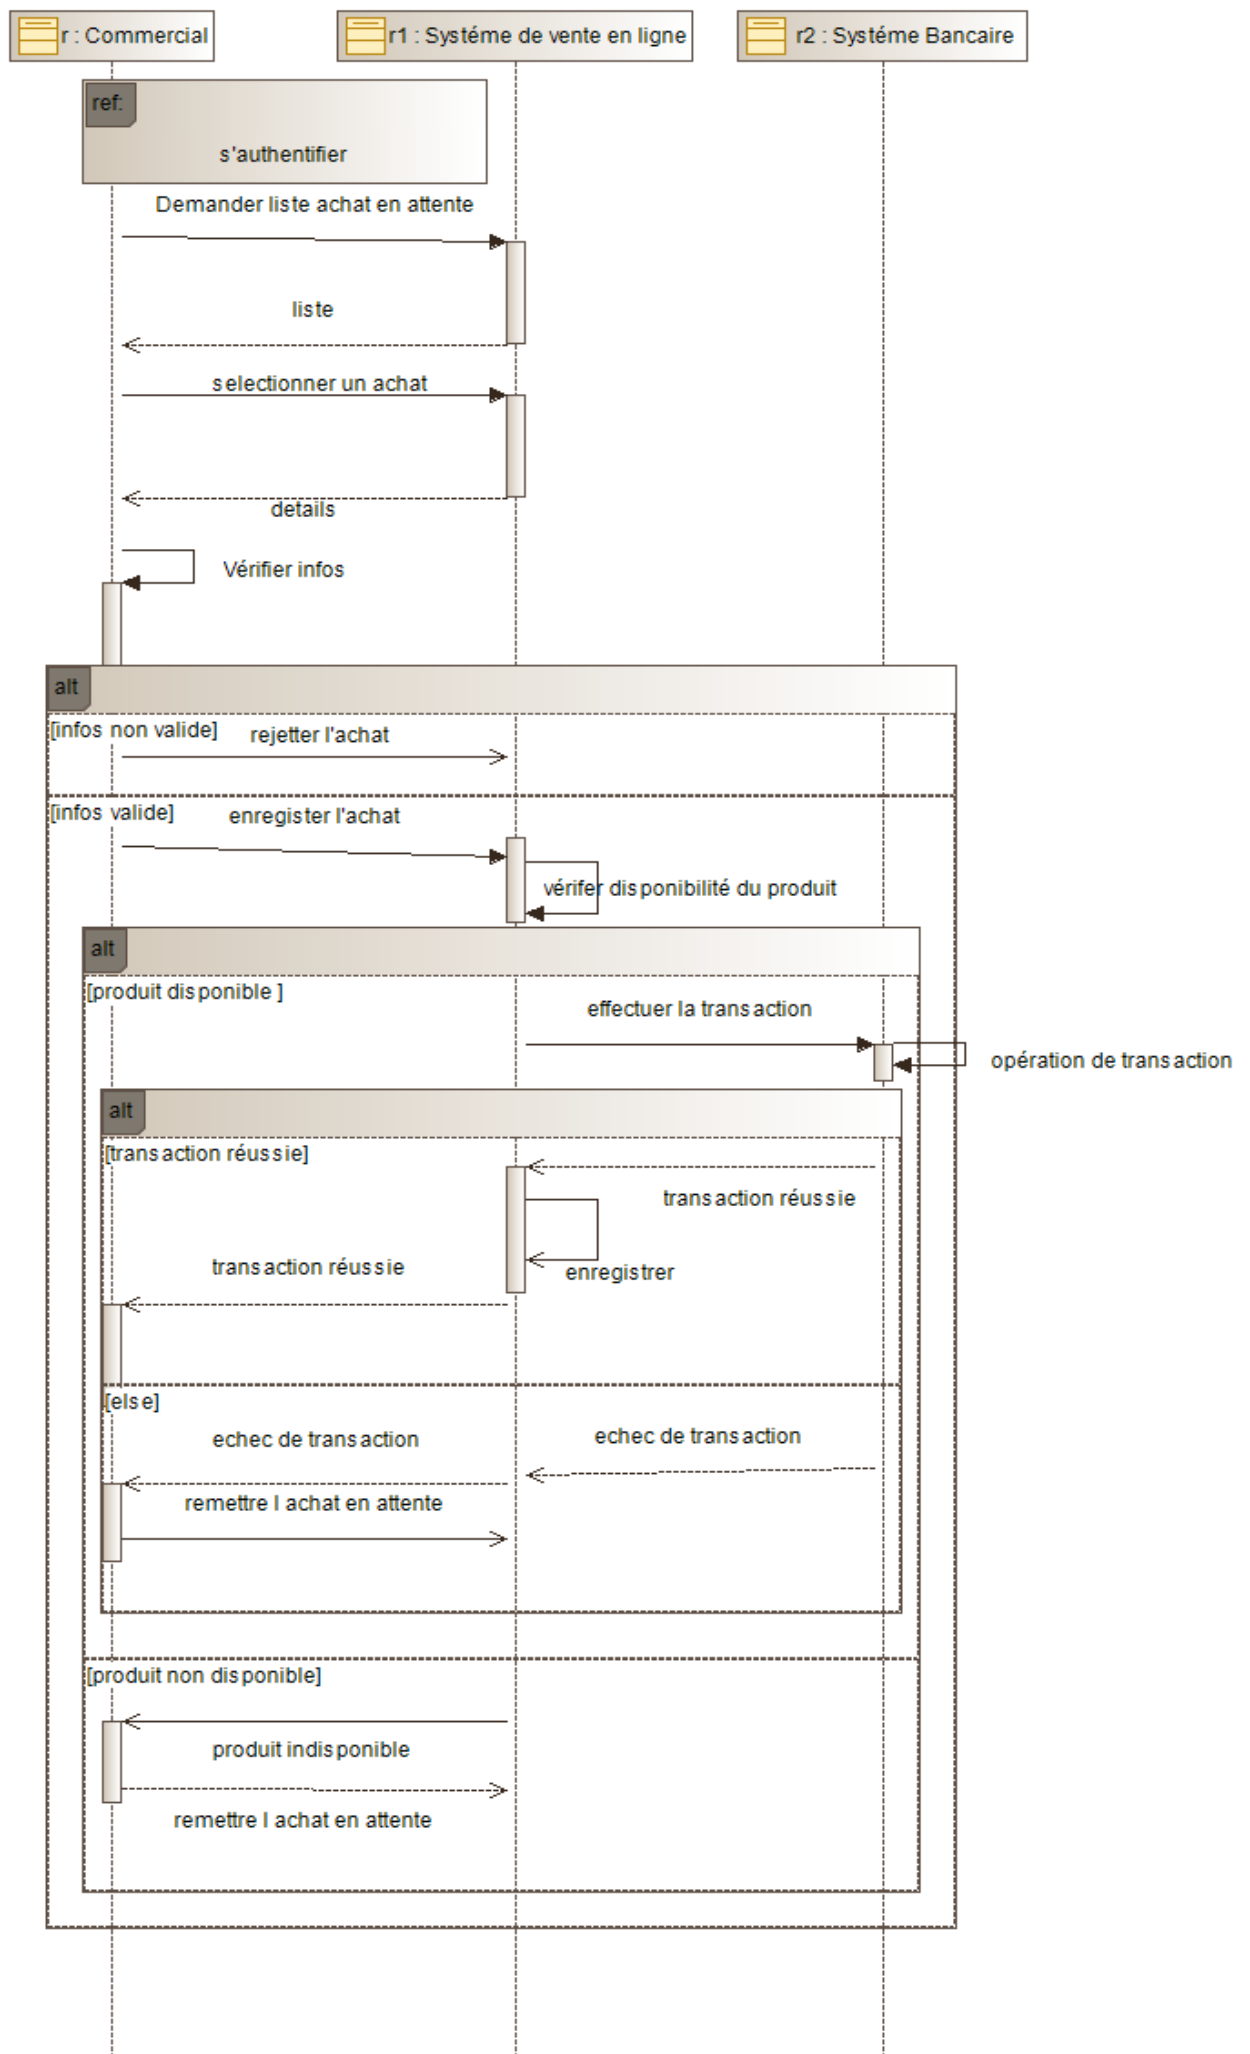 r : Commercial
r1 : Systéme de vente en ligne
r2 : Systéme Bancaire
ref:
s'authentifier
Demander liste achat en attente
liste
selectionner un achat
details
Vérifier infos
alt
[infos non valide]
rejetter l'achat
[infos valide]
enregister l'achat
vérifer disponibilité du produit
alt
[produit disponible ]
effectuer la transaction
opération de transaction
alt
[transaction réussie]
transaction réussie
transaction réussie
enregistrer
[else]
echec de transaction
echec de transaction
remettre l achat en attente
[produit non disponible]
produit indisponible
remettre l achat en attente